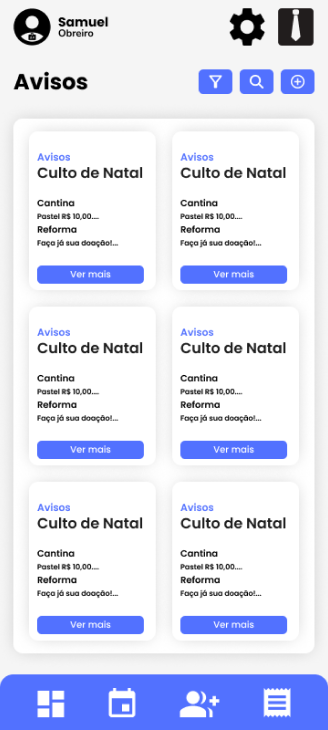 Samuel
Obreiro
Avisos
Avisos
Culto de Natal
Cantina
Pastel R$ 10,00....
Reforma
Faça já sua doação!...
Ver mais
Avisos
Culto de Natal
Cantina
Pastel R$ 10,00....
Reforma
Faça já sua doação!...
Ver mais
Avisos
Culto de Natal
Cantina
Pastel R$ 10,00....
Reforma
Faça já sua doação!...
Ver mais
Avisos
Culto de Natal
Cantina
Pastel R$ 10,00....
Reforma
Faça já sua doação!...
Ver mais
Avisos
Culto de Natal
Cantina
Pastel R$ 10,00....
Reforma
Faça já sua doação!...
Ver mais
Avisos
Culto de Natal
Cantina
Pastel R$ 10,00....
Reforma
Faça já sua doação!...
Ver mais